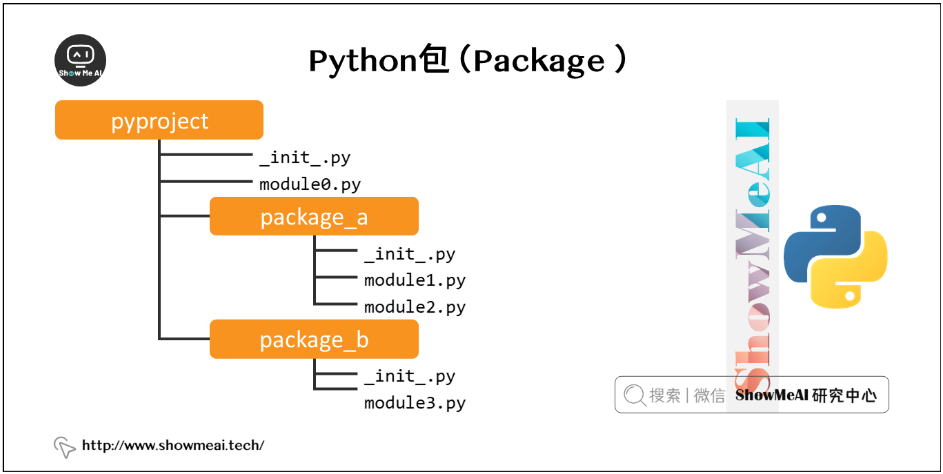 Show Me AI
Python包（Package ）
pyproject
_init_.py
module0.py
package_a
_init_.py
module1.py
module2.py
package_b
_init_.py
module3.py
ShowMeAI
搜索 | 微信 ShowMeAI 研究中心
http://www.showmeai.tech/